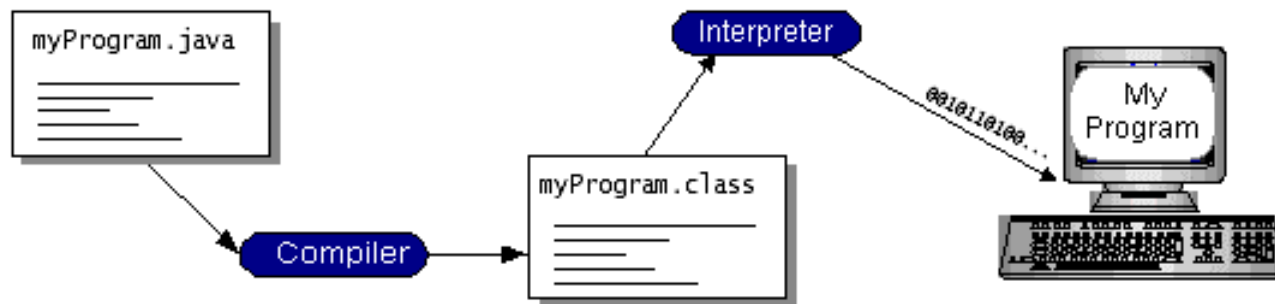 myProgram.java
Compiler
myProgram.class
Interpreter
0010110100...
My
Program